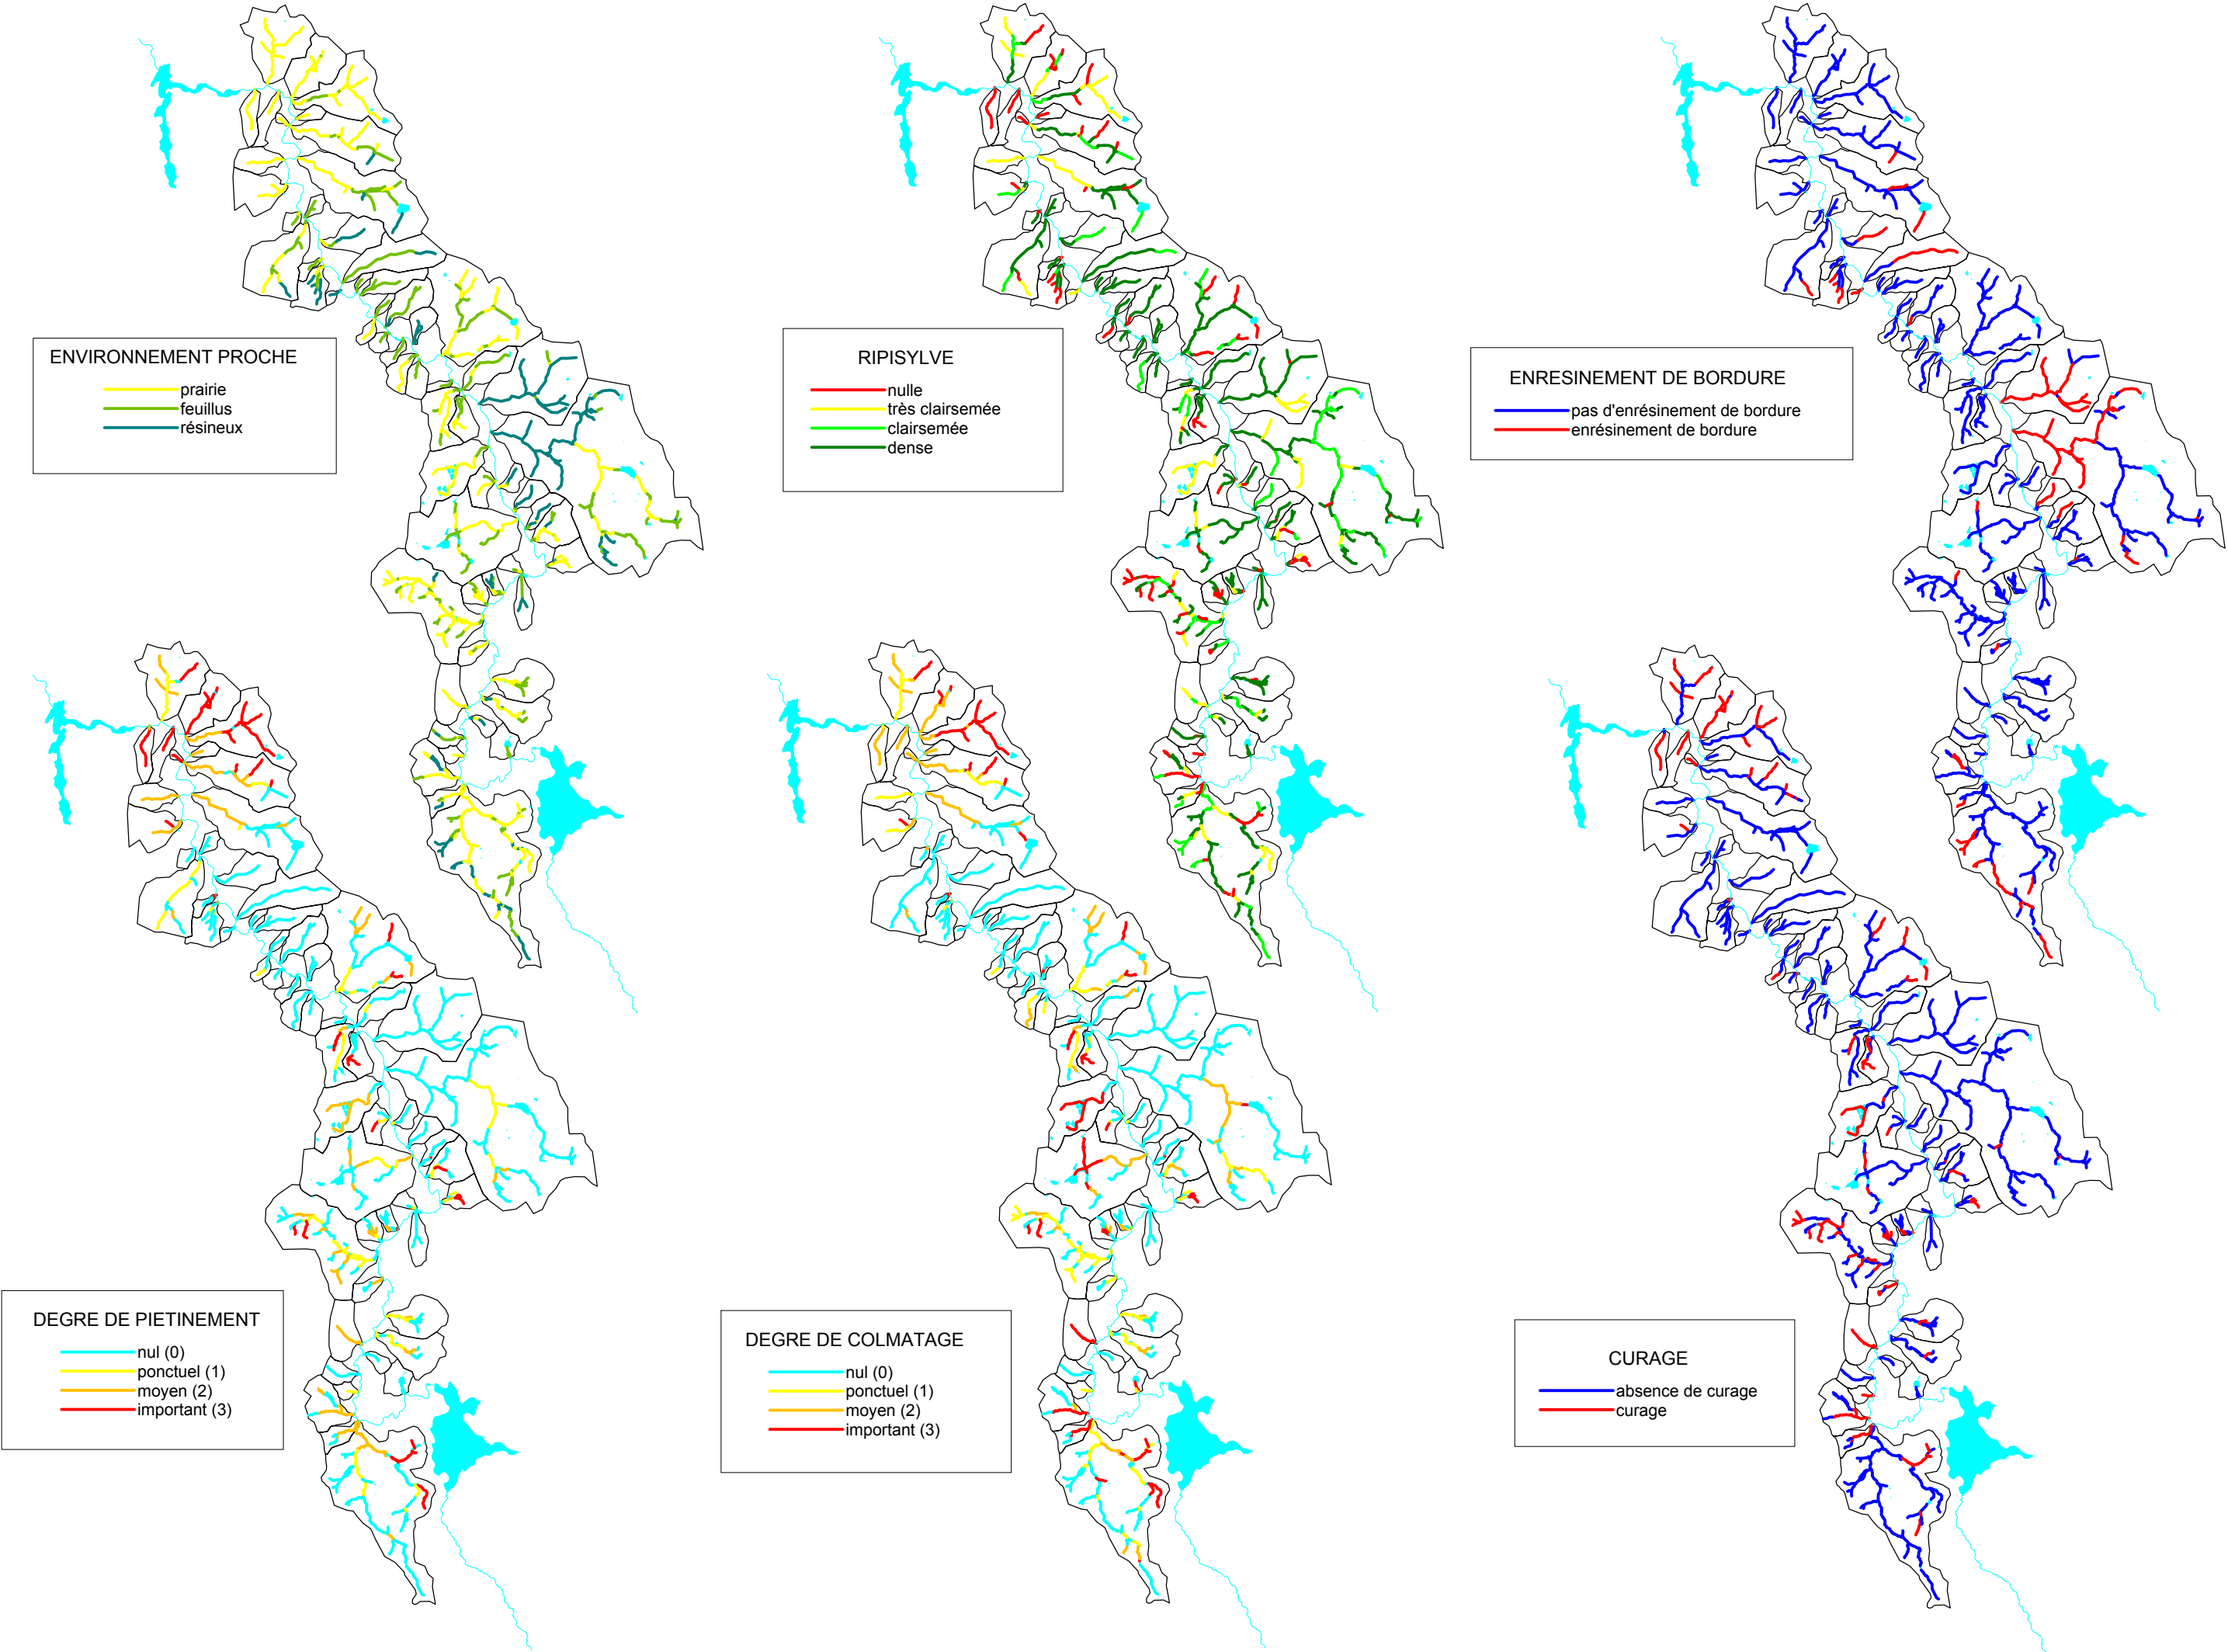 ENVIRONNEMENT PROCHE
prairie
feuillus
résineux
RIPISYLVE
nulle
très clairsemée
clairsemée
dense
ENRESINEMENT DE BORDURE
pas d'enrésinement de bordure
enrésinement de bordure
DEGRE DE PIETINEMENT
nul (0)
ponctuel (1)
moyen (2)
important (3)
DEGRE DE COLMATAGE
nul (0)
ponctuel (1)
moyen (2)
important (3)
CURAGE
absence de curage
curage